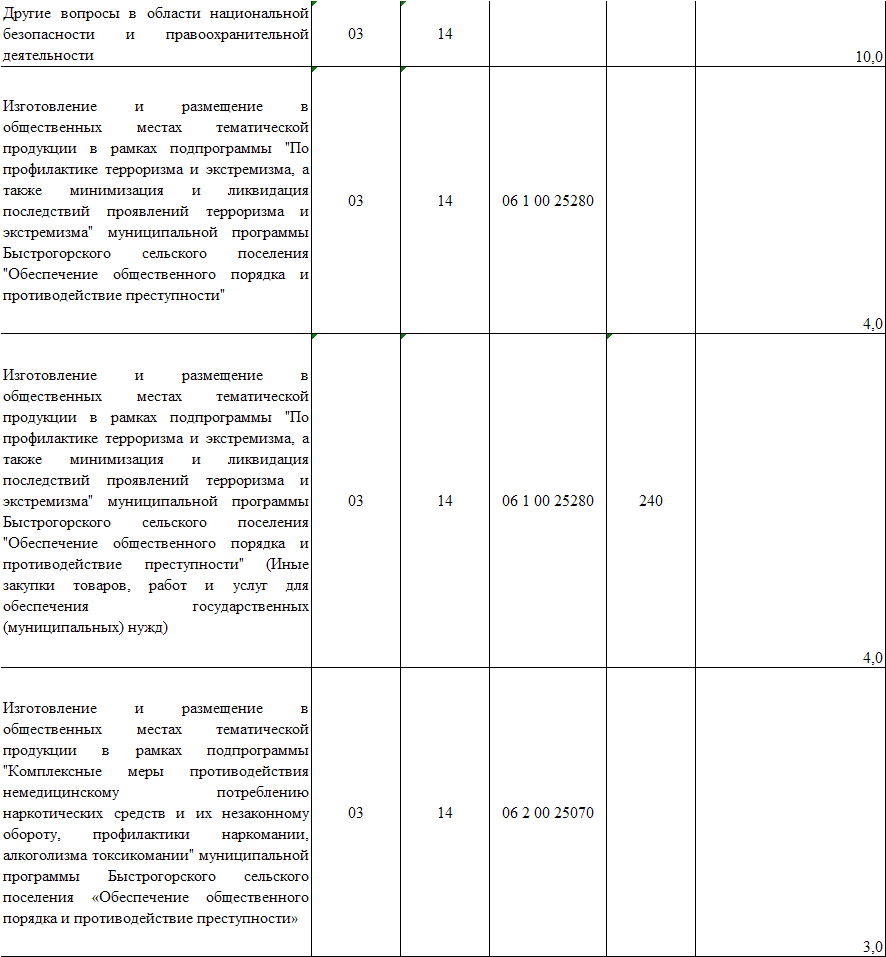 Другие вопросы в области национальной
безопасности и правоохранительной
деятельности
03
14
10,0
Изготовление и размещение в
общественных местах тематической
продукции в рамках подпрограммы "По
профилактике терроризма и экстремизма, а
также минимизация и ликвидация
последствий проявлений терроризма и
экстремизма" муниципальной программы
Быстрогорского сельского поселения
"Обеспечение общественного порядка и
противодействие преступности"
03
14
06 1 00 25280
4,0
Изготовление и размещение в
общественных местах тематической
продукции в рамках подпрограммы "По
профилактике терроризма и экстремизма, а
также минимизация и ликвидация
последствий проявлений терроризма и
экстремизма" муниципальной программы
Быстрогорского сельского поселения
"Обеспечение общественного порядка и
противодействие преступности" (Иные
закупки товаров, работ и услуг для
обеспечения государственных
(муниципальных) нужд)
03
14
06 1 00 25280
240
4,0
Изготовление и размещение в
общественных местах тематической
продукции в рамках подпрограммы
"Комплексные меры противодействия
немедицинскому потреблению
наркотических средств и их незаконному
обороту, профилактики наркомании,
алкоголизма токсикомании" муниципальной
программы Быстрогорского сельского
поселения «Обеспечение общественного
порядка и противодействие преступности»
03
14
06 2 00 25070
3,0